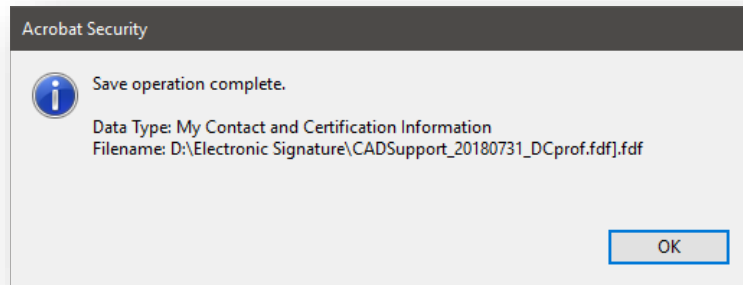 Acrobat Security
Save operation complete.
Data Type: My Contact and Certification Information
Filename: D:\Electronic Signature\CADSupport_20180731_DCprof.fdf].fdf
OK